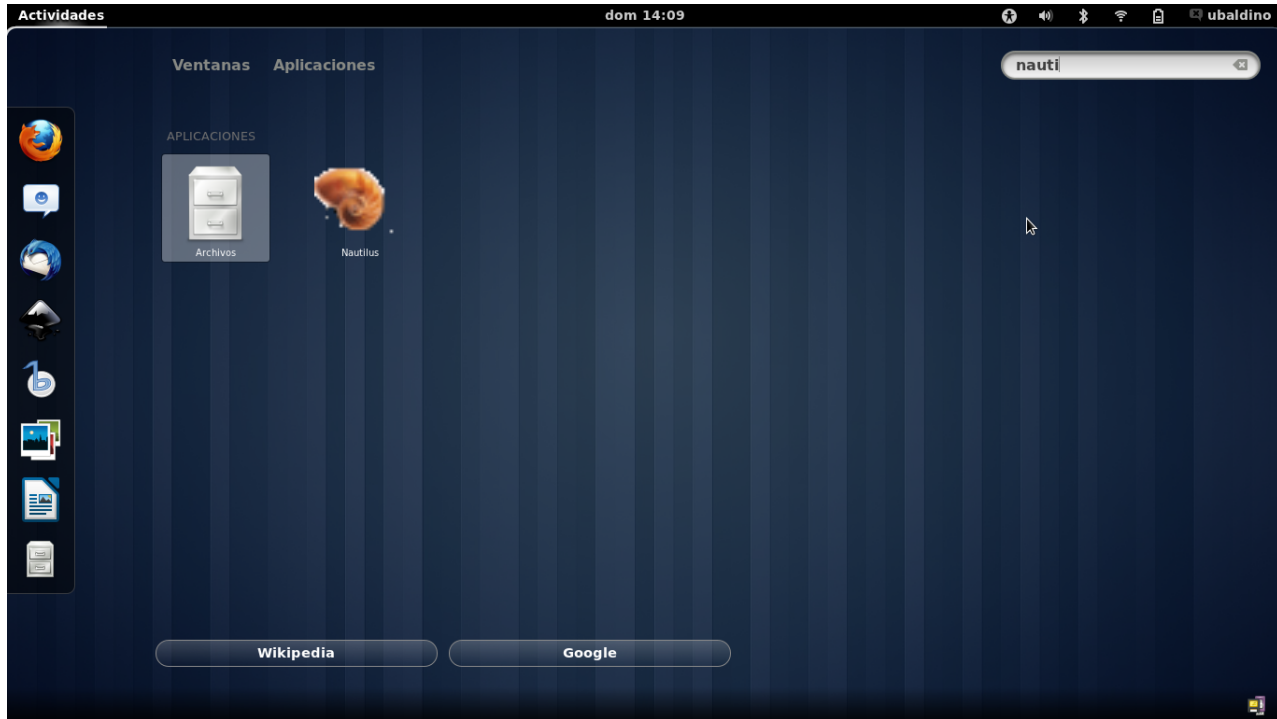 Actividades
dom 14:09
ubaldino
Ventanas Aplicaciones
nauti
APLICACIONES
Archivos
Nautilus
Wikipedia
Google